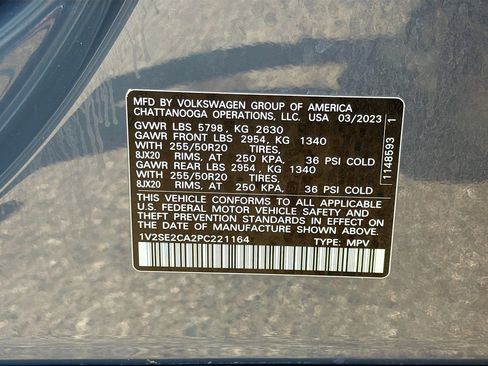 MFD BY VOLKSWAGEN GROUP OF AMERICA
CHATTANOOGA OPERATIONS, LLC. USA 03/2023
GVWR LBS 5798, KG 2630
GAWR FRONT LBS 2954, KG 1340
WITH 255/50R20 TIRES,
8JX20 RIMS, AT 250 KPA, 36 PSI COLD
GAWR REAR LBS 2954, KG 1340
WITH 255/50R20 TIRES,
8JX20 RIMS, AT 250 KPA, 36 PSI COLD
THIS VEHICLE CONFORMS TO ALL APPLICABLE
U.S. FEDERAL MOTOR VEHICLE SAFETY AND
THEFT PREVENTION STANDARDS IN EFFECT ON
THE DATE OF MANUFACTURE SHOWN ABOVE.
1V2SE2CA2PC221164 TYPE: MPV
1148593 1